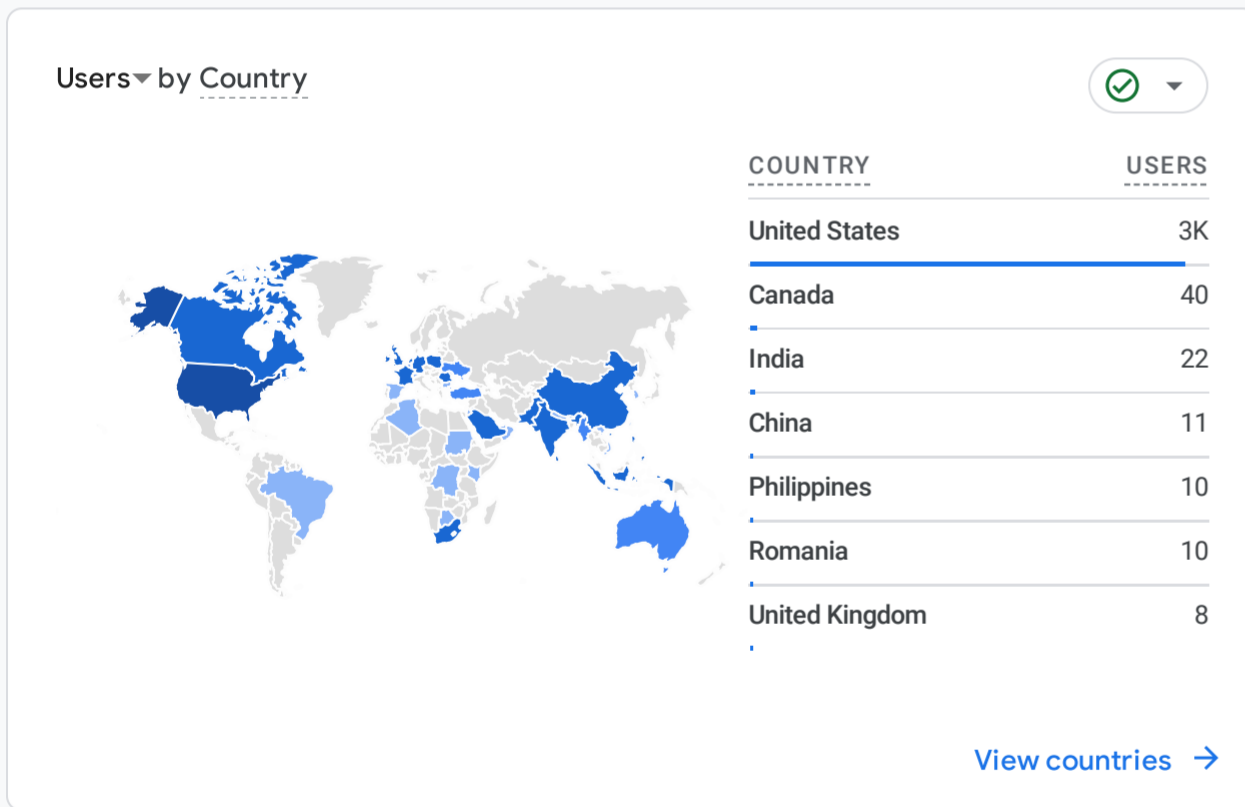 Users by Country
COUNTRY USERS
United States 3K
Canada 40
India 22
China 11
Philippines 10
Romania 10
United Kingdom 8
View countries